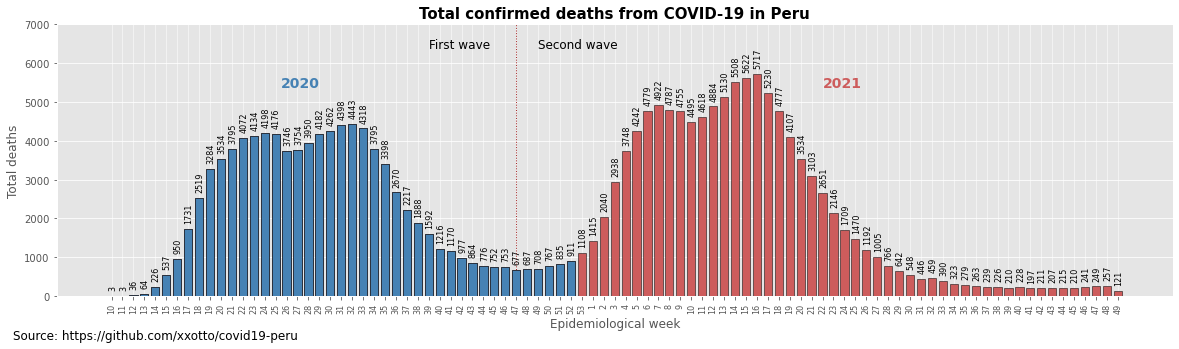 Total confirmed deaths from COVID-19 in Peru
7000
6000
5000
4000
3000
2000
1000
0
Total deaths
First wave
Second wave
2020
2021
3 3 36 64 226 537 950 1731 2519 3284 3534 3795 4072 4134 4198 4176 3746 3754 3950 4182 4262 4398 4443 4318 3795 3398 2670 2217 1888 1592 1216 1170 977 864 776 752 753 677 687 708 767 835 911 1108 1415 2040 2938 3748 4242 4779 4922 4787 4755 4495 4618 4884 5130 5508 5622 5717 5230 4777 4107 3534 3103 2651 2146 1709 1470 1192 1005 766 642 548 446 459 390 323 279 263 239 226 210 228 197 211 207 215 210 241 249 257 121
10 11 12 13 14 15 16 17 18 19 20 21 22 23 24 25 26 27 28 29 30 31 32 33 34 35 36 37 38 39 40 41 42 43 44 45 46 47 48 49 50 51 52 53 1 2 3 4 5 6 7 8 9 10 11 12 13 14 15 16 17 18 19 20 21 22 23 24 25 26 27 28 29 30 31 32 33 34 35 36 37 38 39 40 41 42 43 44 45 46 47 48 49
Epidemiological week
Source: https://github.com/xxotto/covid19-peru